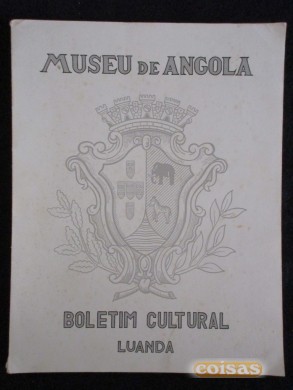 MUSEU DE ANGOLA
BOLETIM CULTURAL
LUANDA
coisas